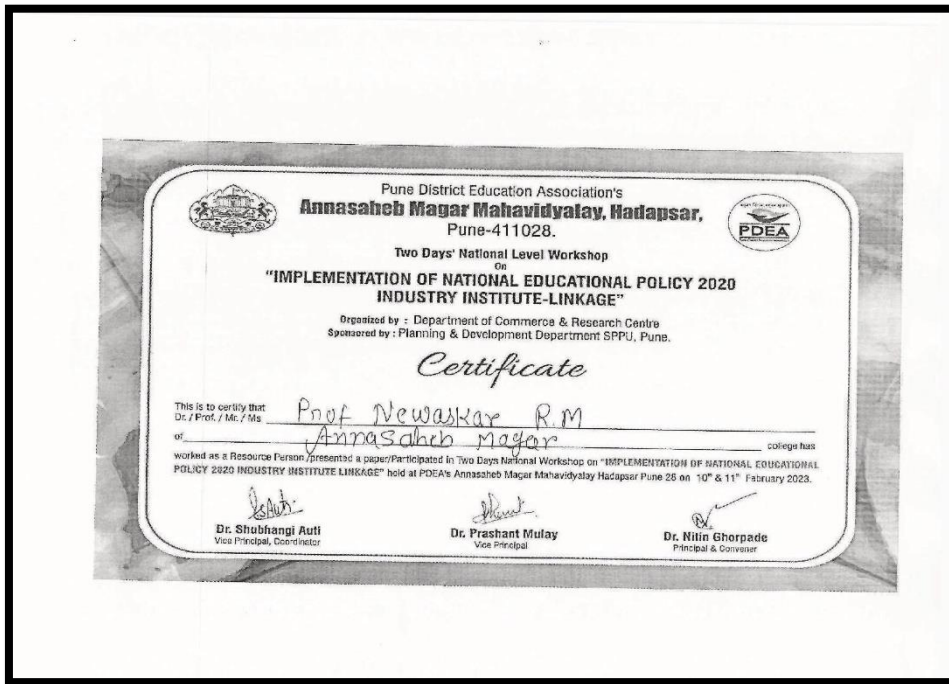 Pune District Education Association's
Annasaheb Magar Mahavidyalay, Hadapsar,
Pune-411028.
PDEA
Two Days' National Level Workshop
On
"IMPLEMENTATION OF NATIONAL EDUCATIONAL POLICY 2020
INDUSTRY INSTITUTE-LINKAGE"
Organized by : Department of Commerce & Research Centre
Sponsored by : Planning & Development Department SPPU, Pune.
Certificate
This is to certify that
Dr. / Prof. / Mr. / Ms Prof Newaskar R.M
of Annasaheb Magar college has
worked as a Resource Person /presented a paper/Participated in Two Days National Workshop on "IMPLEMENTATION OF NATIONAL EDUCATIONAL
POLICY 2020 INDUSTRY INSTITUTE LINKAGE" held at PDEA's Annasaheb Magar Mahavidyalay Hadapsar Pune 28 on 10th & 11th February 2023.
Dr. Shubhangi Auti
Vice Principal, Coordinator
Dr. Prashant Mulay
Vice Principal
Dr. Nitin Ghorpade
Principal & Convener